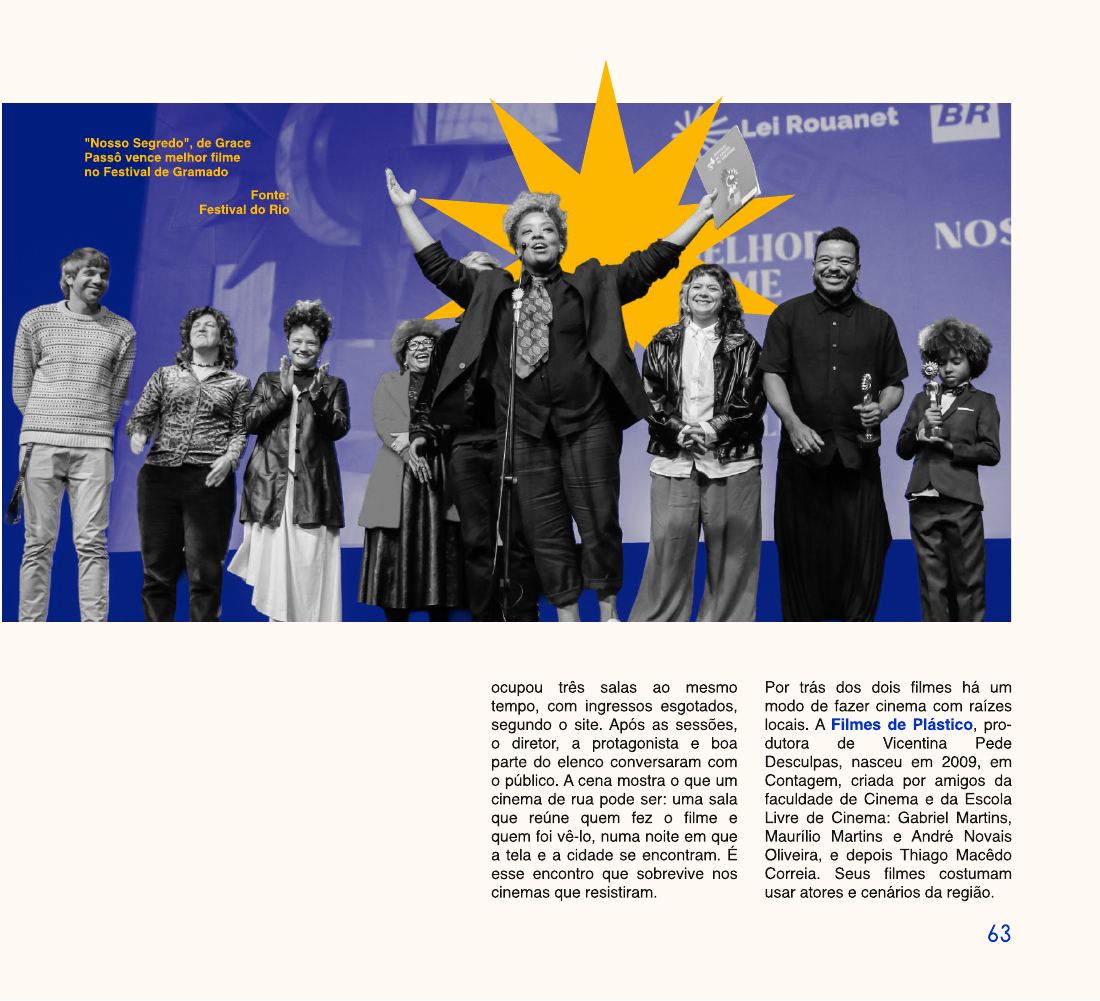 Lei Rouanet
BR
"Nosso Segredo", de Grace
Passô vence melhor filme
no Festival de Gramado
Fonte:
Festival do Rio
NOS
ELHOR
ME
ocupou três salas ao mesmo
tempo, com ingressos esgotados,
segundo o site. Após as sessões,
o diretor, a protagonista e boa
parte do elenco conversaram com
o público. A cena mostra o que um
cinema de rua pode ser: uma sala
que reúne quem fez o filme e
quem foi vê-lo, numa noite em que
a tela e a cidade se encontram. É
esse encontro que sobrevive nos
cinemas que resistiram.
Por trás dos dois filmes há um
modo de fazer cinema com raízes
locais. A Filmes de Plástico, pro-
dutora de Vicentina Pede
Desculpas, nasceu em 2009, em
Contagem, criada por amigos da
faculdade de Cinema e da Escola
Livre de Cinema: Gabriel Martins,
Maurílio Martins e André Novais
Oliveira, e depois Thiago Macêdo
Correia. Seus filmes costumam
usar atores e cenários da região.
63